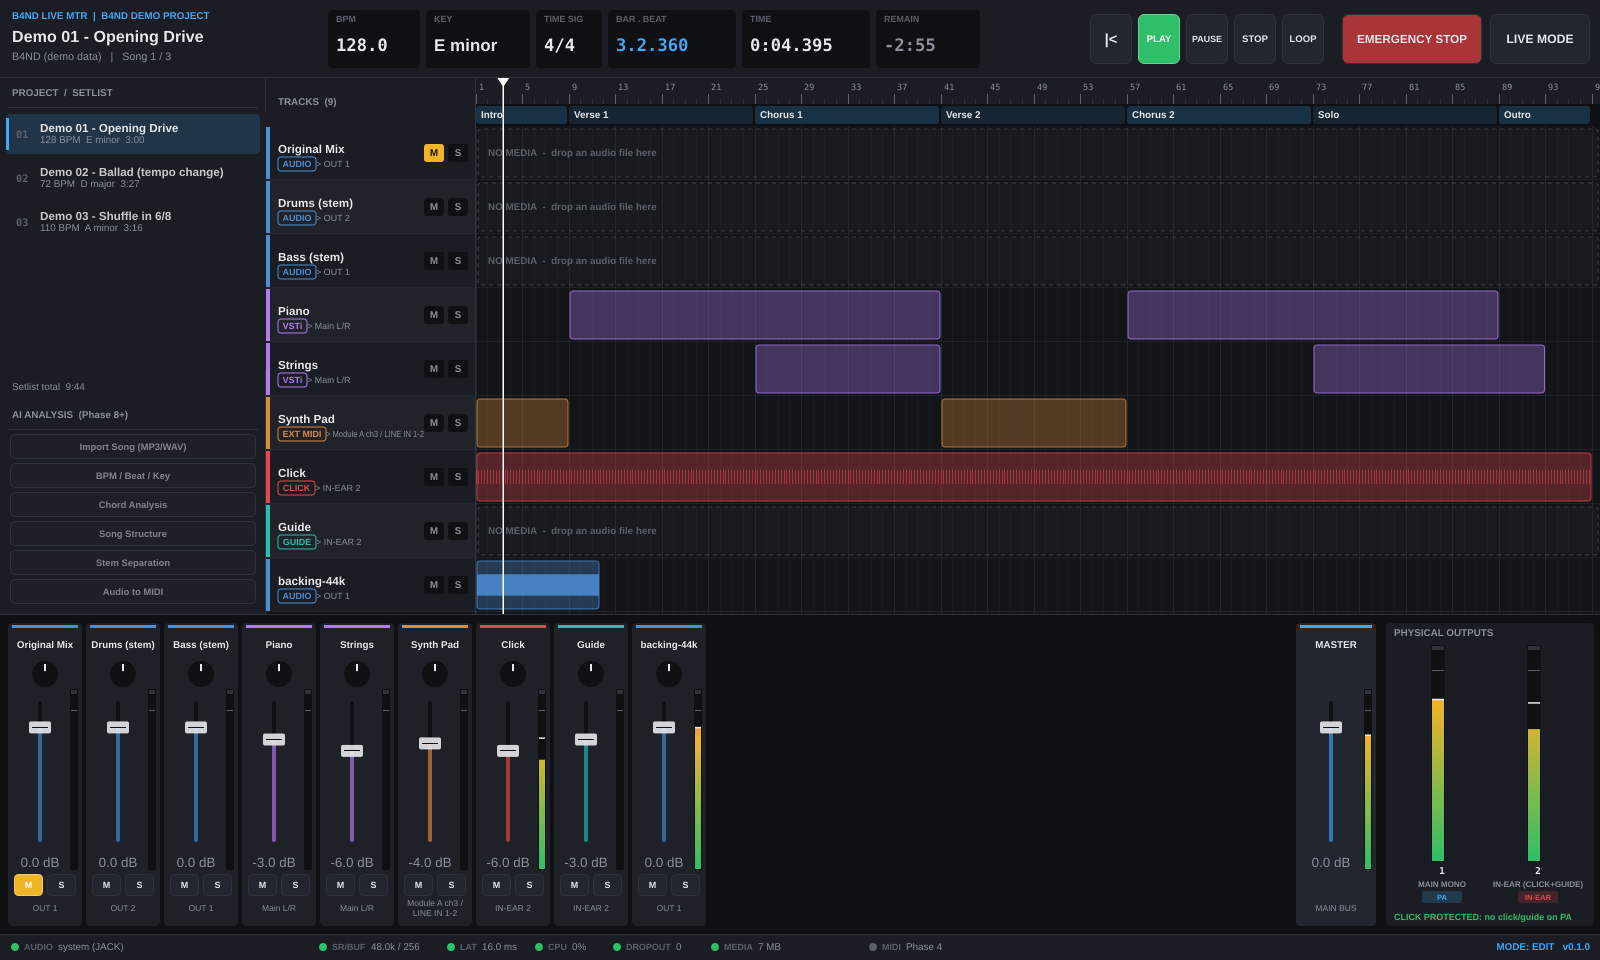 B4ND LIVE MTR | B4ND DEMO PROJECT
Demo 01 - Opening Drive
B4ND (demo data) | Song 1 / 3
BPM
128.0
KEY
E minor
TIME SIG
4/4
BAR . BEAT
3.2.360
TIME
0:04.395
REMAIN
-2:55
|<
PLAY
PAUSE
STOP
LOOP
EMERGENCY STOP
LIVE MODE
PROJECT / SETLIST
01
Demo 01 - Opening Drive
128 BPM E minor 3:00
02
Demo 02 - Ballad (tempo change)
72 BPM D major 3:27
03
Demo 03 - Shuffle in 6/8
110 BPM A minor 3:16
Setlist total 9:44
AI ANALYSIS (Phase 8+)
Import Song (MP3/WAV)
BPM / Beat / Key
Chord Analysis
Song Structure
Stem Separation
Audio to MIDI
TRACKS (9)
1 5 9 13 17 21 25 29 33 37 41 45 49 53 57 61 65 69 73 77 81 85 89 93
Intro Verse 1 Chorus 1 Verse 2 Chorus 2 Solo Outro
Original Mix
M S
AUDIO > OUT 1
NO MEDIA - drop an audio file here
Drums (stem)
M S
AUDIO > OUT 2
NO MEDIA - drop an audio file here
Bass (stem)
M S
AUDIO > OUT 1
NO MEDIA - drop an audio file here
Piano
M S
VSTi > Main L/R
Strings
M S
VSTi > Main L/R
Synth Pad
M S
EXT MIDI > Module A ch3 / LINE IN 1-2
Click
M S
CLICK > IN-EAR 2
Guide
M S
GUIDE > IN-EAR 2
NO MEDIA - drop an audio file here
backing-44k
M S
AUDIO > OUT 1
Original Mix
0.0 dB
M S
OUT 1
Drums (stem)
0.0 dB
M S
OUT 2
Bass (stem)
0.0 dB
M S
OUT 1
Piano
-3.0 dB
M S
Main L/R
Strings
-6.0 dB
M S
Main L/R
Synth Pad
-4.0 dB
M S
Module A ch3 /
LINE IN 1-2
Click
-6.0 dB
M S
IN-EAR 2
Guide
-3.0 dB
M S
IN-EAR 2
backing-44k
0.0 dB
M S
OUT 1
MASTER
0.0 dB
MAIN BUS
PHYSICAL OUTPUTS
1
MAIN MONO
PA
2
IN-EAR (CLICK+GUIDE)
IN-EAR
CLICK PROTECTED: no click/guide on PA
AUDIO system (JACK)
SR/BUF 48.0k / 256
LAT 16.0 ms
CPU 0%
DROPOUT 0
MEDIA 7 MB
MIDI Phase 4
MODE: EDIT v0.1.0